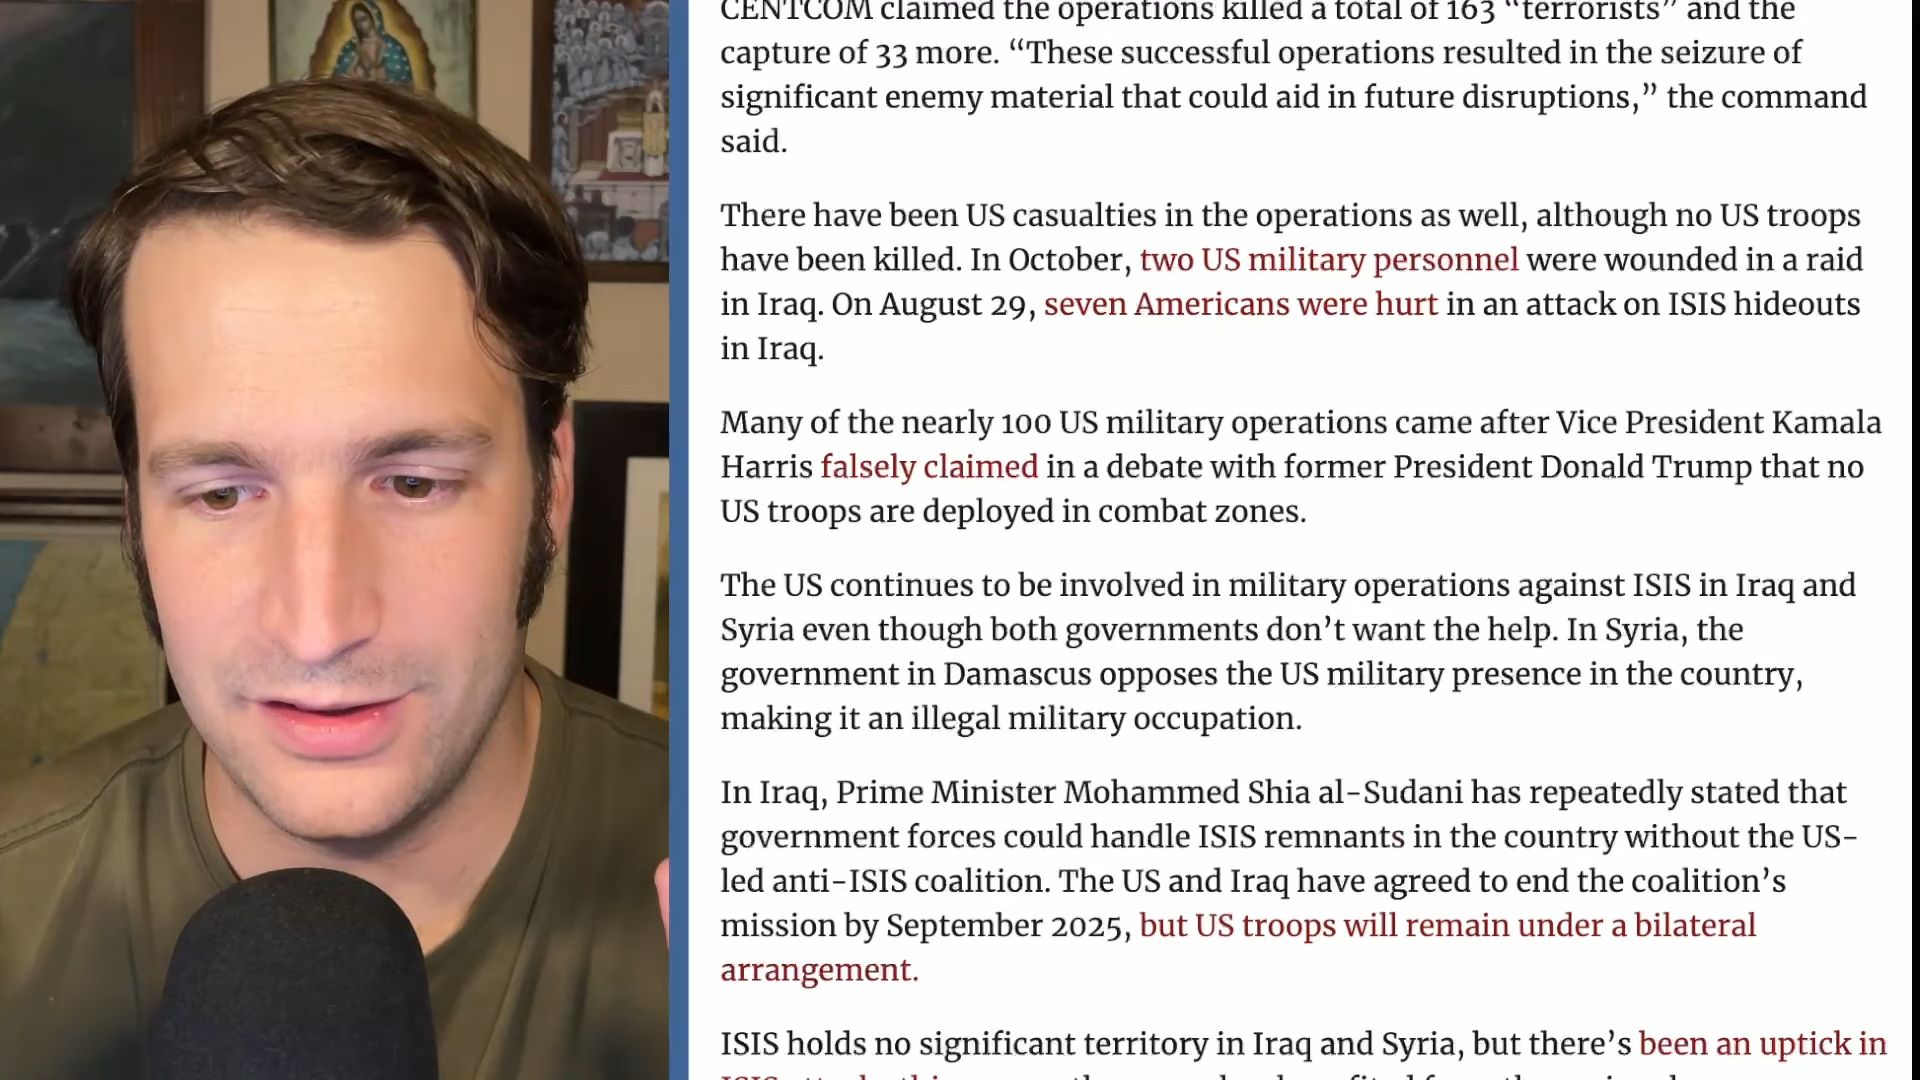 CENTCOM claimed the operations killed a total of 163 “terrorists” and the
capture of 33 more. “These successful operations resulted in the seizure of
significant enemy material that could aid in future disruptions,” the command
said.
There have been US casualties in the operations as well, although no US troops
have been killed. In October, two US military personnel were wounded in a raid
in Iraq. On August 29, seven Americans were hurt in an attack on ISIS hideouts
in Iraq.
Many of the nearly 100 US military operations came after Vice President Kamala
Harris falsely claimed in a debate with former President Donald Trump that no
US troops are deployed in combat zones.
The US continues to be involved in military operations against ISIS in Iraq and
Syria even though both governments don’t want the help. In Syria, the
government in Damascus opposes the US military presence in the country,
making it an illegal military occupation.
In Iraq, Prime Minister Mohammed Shia al-Sudani has repeatedly stated that
government forces could handle ISIS remnants in the country without the US-
led anti-ISIS coalition. The US and Iraq have agreed to end the coalition’s
mission by September 2025, but US troops will remain under a bilateral
arrangement.
ISIS holds no significant territory in Iraq and Syria, but there’s been an uptick in